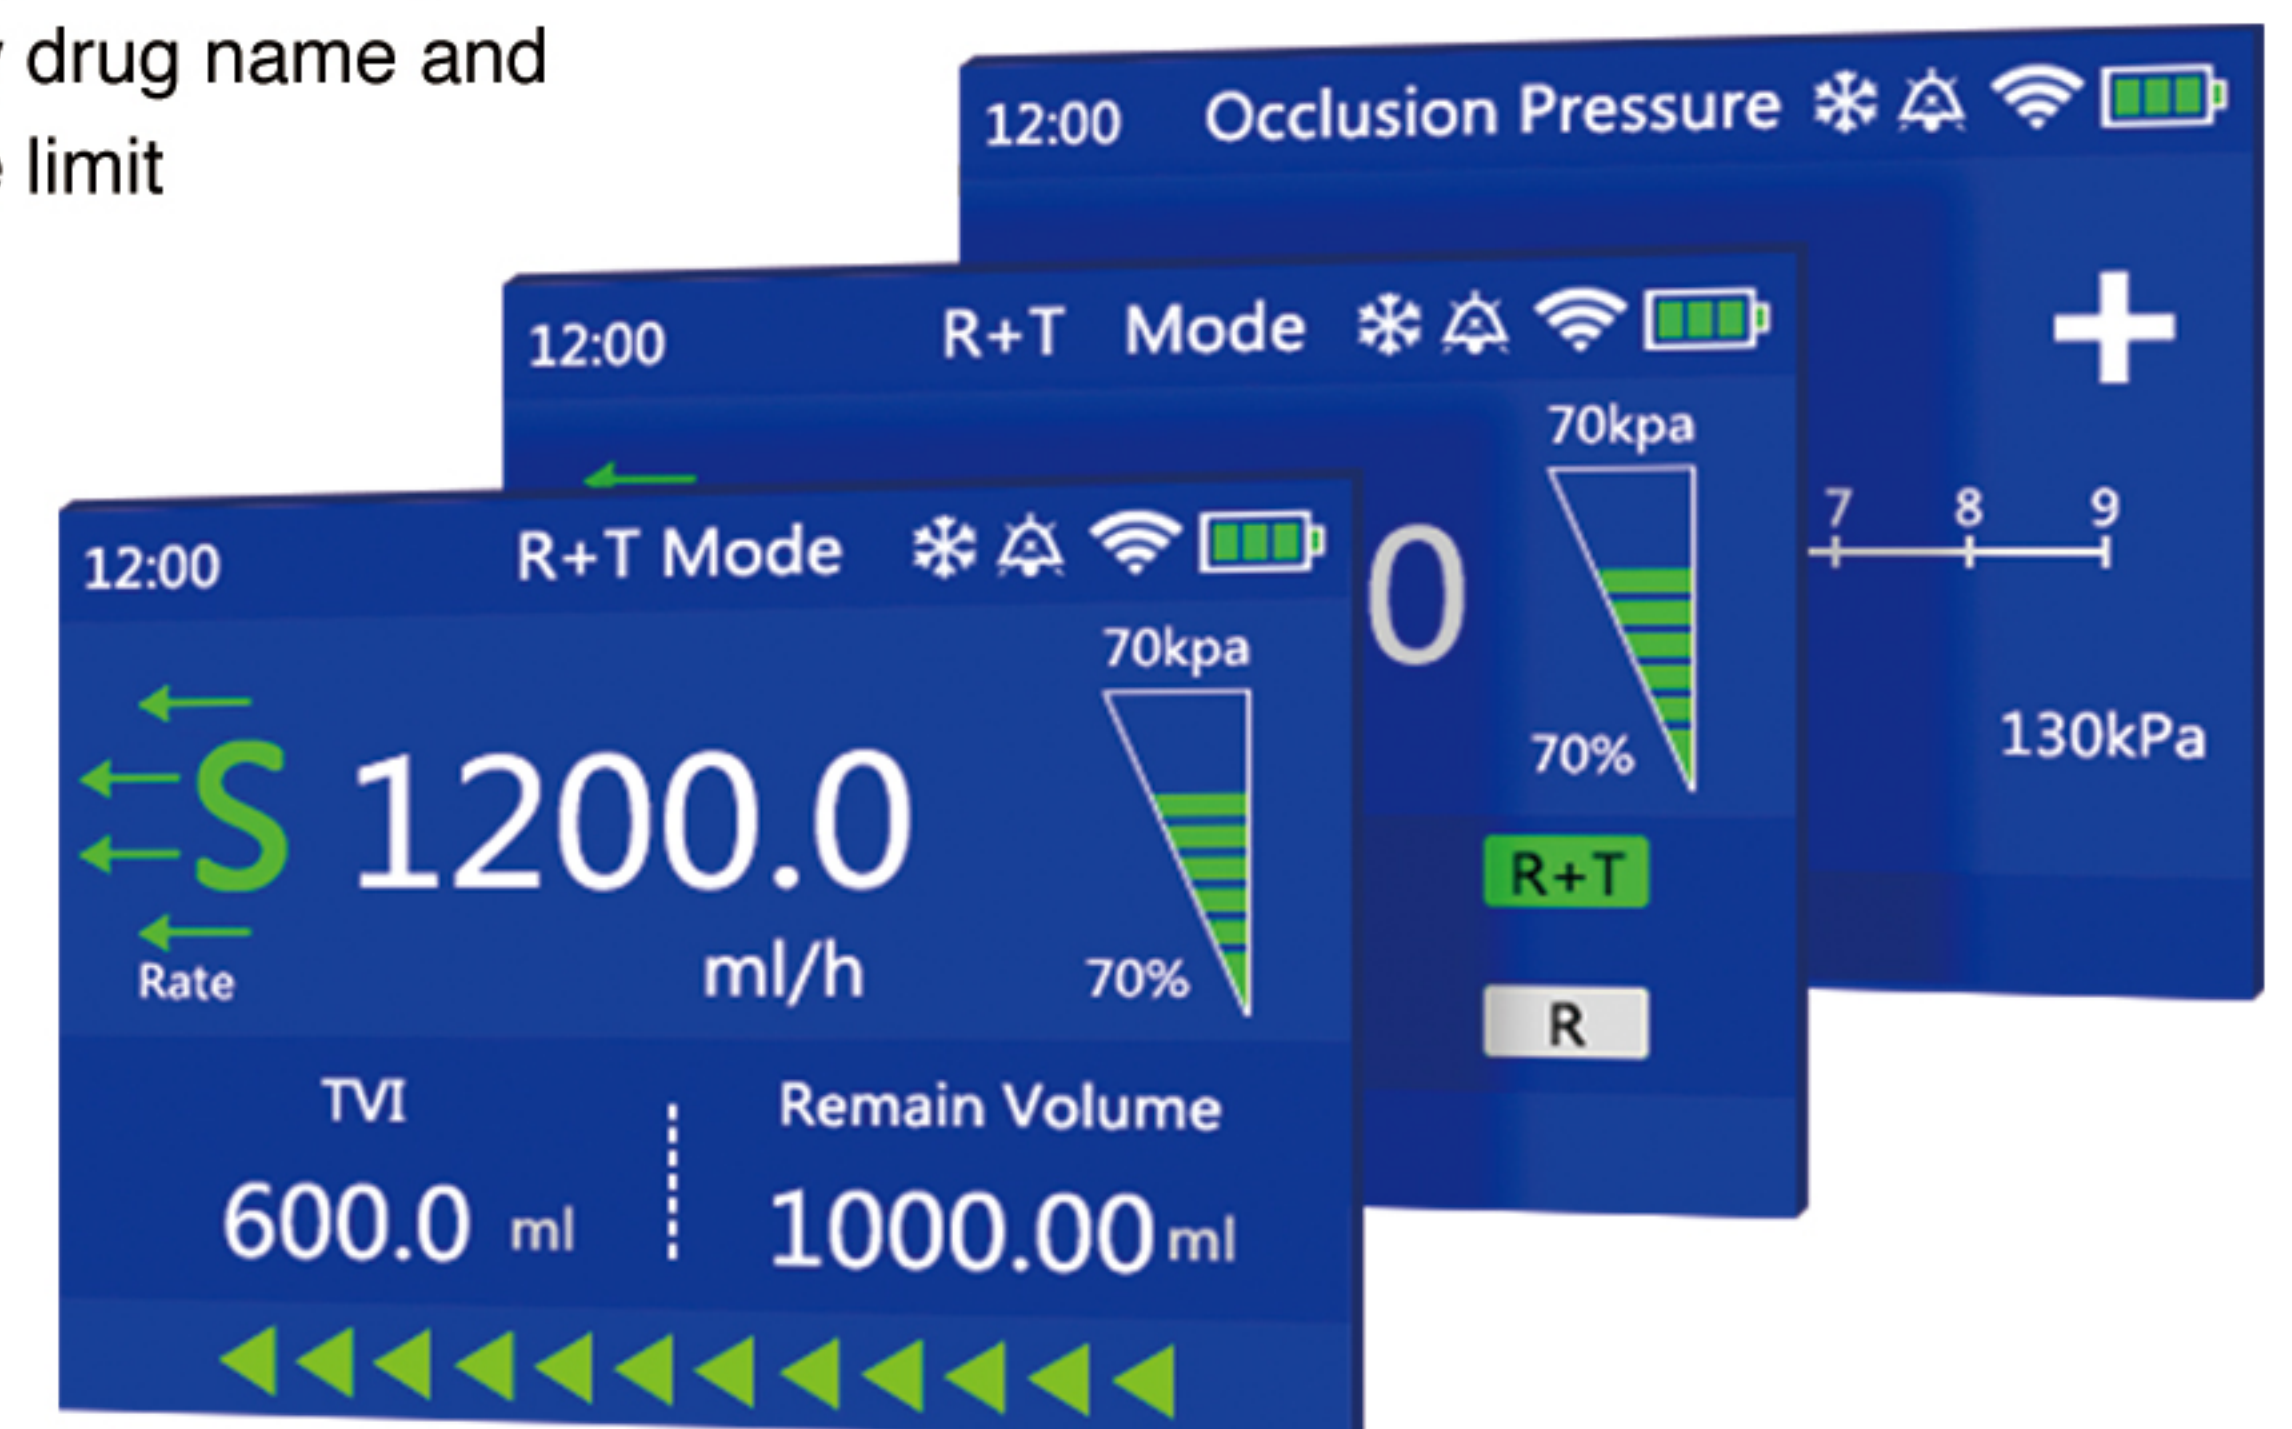 drug name and
limit
12:00 Occlusion Pressure
7 8 9
130kPa
12:00 R+T Mode
70kpa
0
70%
R+T
R
12:00 R+T Mode
70kpa
S 1200.0
ml/h
70%
Rate
TVI
Remain Volume
600.0 ml
1000.00 ml